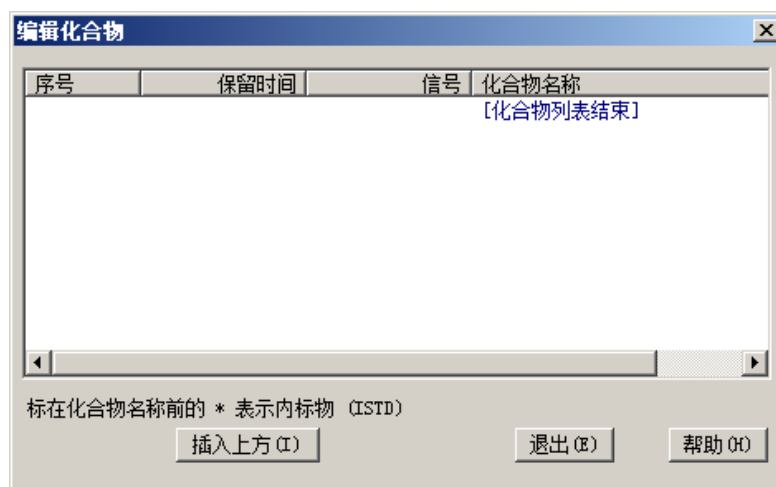 编辑化合物
序号 保留时间 信号 化合物名称
[化合物列表结束]
标在化合物名称前的 * 表示内标物 (ISTD)
插入上方(I) 退出(E) 帮助(H)